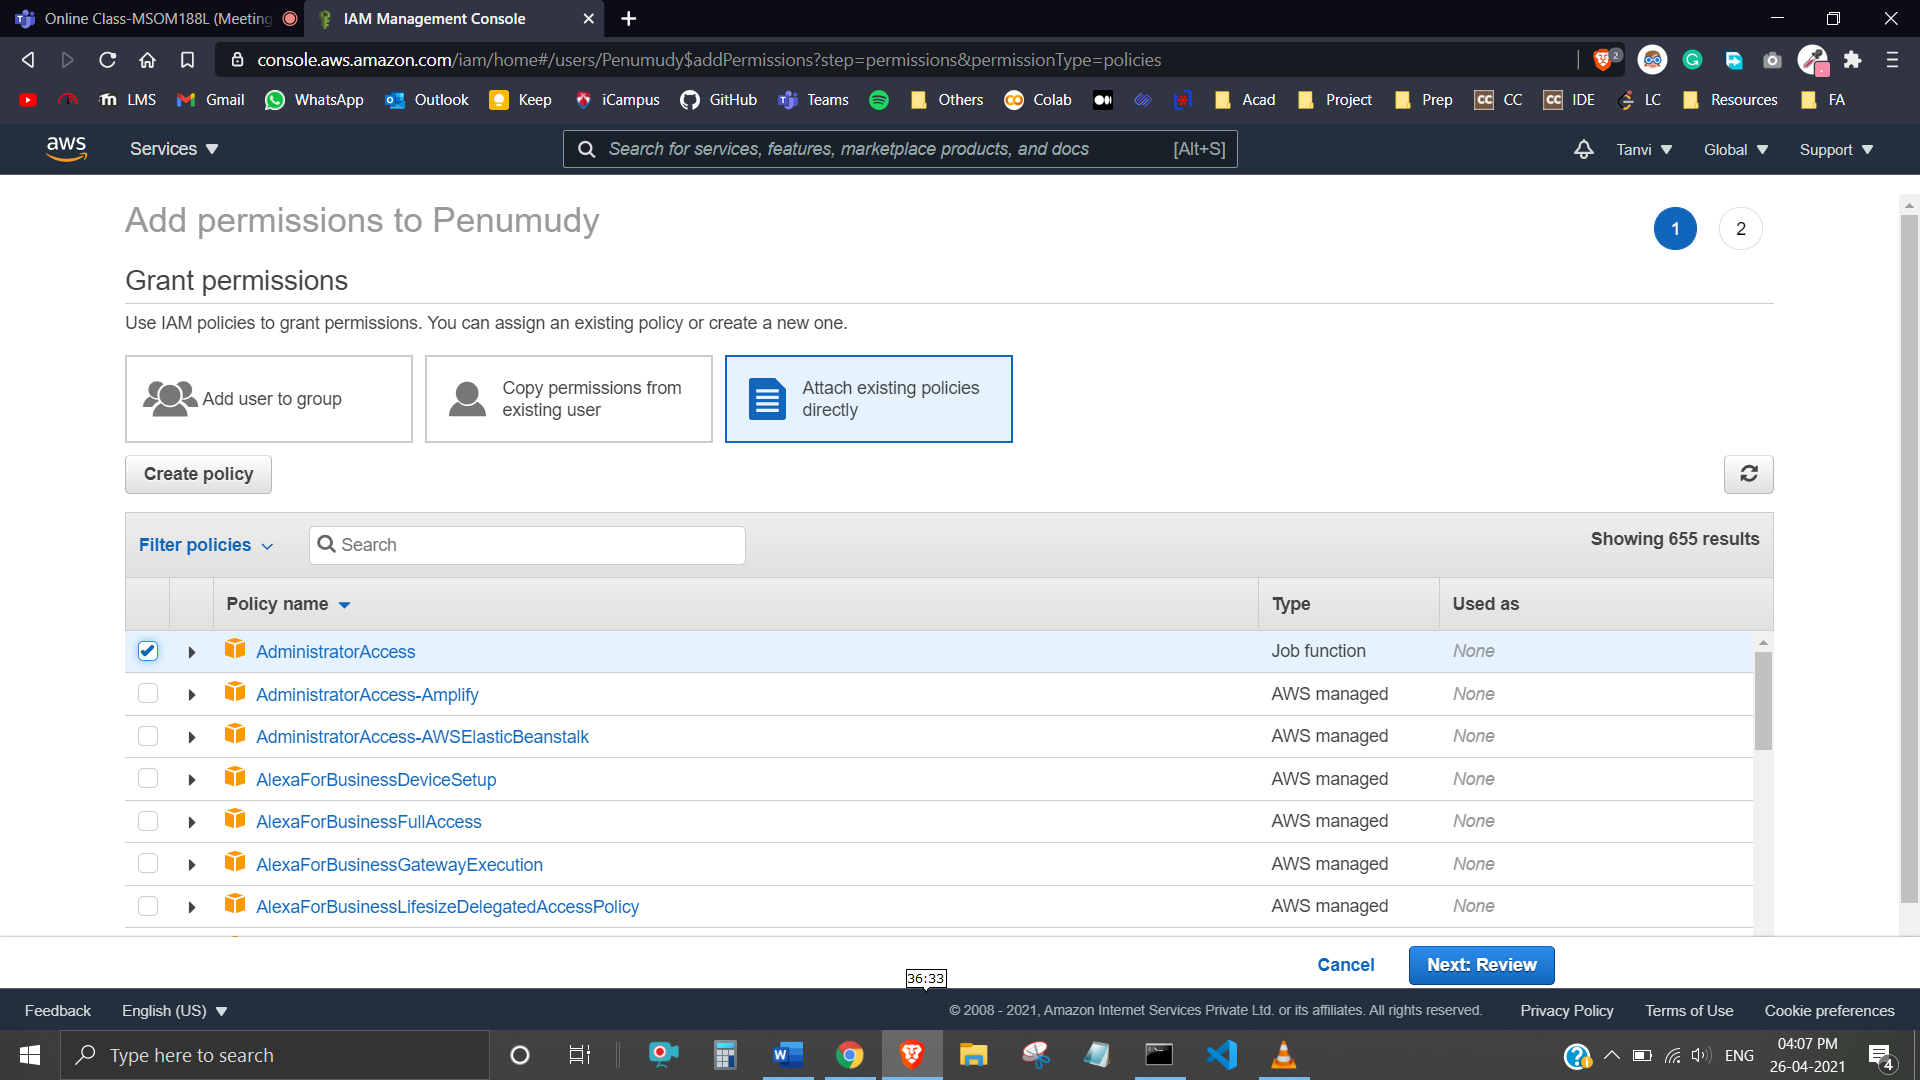 Online Class-MSOM188L (Meeting
IAM Management Console
console.aws.amazon.com/iam/home#/users/Penumudy$addPermissions?step=permissions&permissionType=policies
2
LMS Gmail WhatsApp Outlook Keep iCampus GitHub Teams Others Colab Acad Project Prep CC CC CC IDE LC Resources FA
aws Services Search for services, features, marketplace products, and docs [Alt+S] Tanvi Global Support
Add permissions to Penumudy
1 2
Grant permissions
Use IAM policies to grant permissions. You can assign an existing policy or create a new one.
Add user to group
Copy permissions from
existing user
Attach existing policies
directly
Create policy
Filter policies Search Showing 655 results
Policy name Type Used as
AdministratorAccess Job function None
AdministratorAccess-Amplify AWS managed None
AdministratorAccess-AWSElasticBeanstalk AWS managed None
AlexaForBusinessDeviceSetup AWS managed None
AlexaForBusinessFullAccess AWS managed None
AlexaForBusinessGatewayExecution AWS managed None
AlexaForBusinessLifesizeDelegatedAccessPolicy AWS managed None
Cancel Next: Review
36:33
Feedback English (US) © 2008 - 2021, Amazon Internet Services Private Ltd. or its affiliates. All rights reserved. Privacy Policy Terms of Use Cookie preferences
Type here to search
ENG
04:07 PM
26-04-2021
4